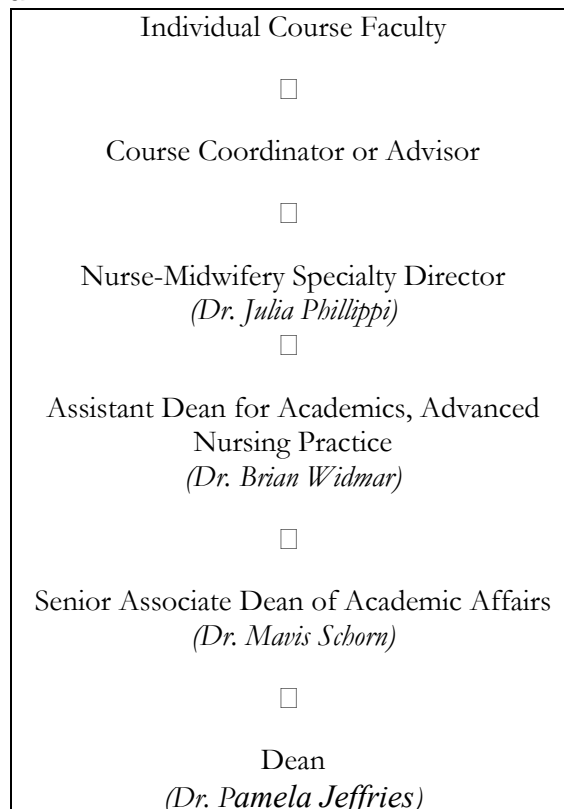 Individual Course Faculty
Course Coordinator or Advisor
Nurse-Midwifery Specialty Director
(Dr. Julia Phillippi)
Assistant Dean for Academics, Advanced
Nursing Practice
(Dr. Brian Widmar)
Senior Associate Dean of Academic Affairs
(Dr. Mavis Schorn)
Dean
(Dr. Pamela Jeffries)